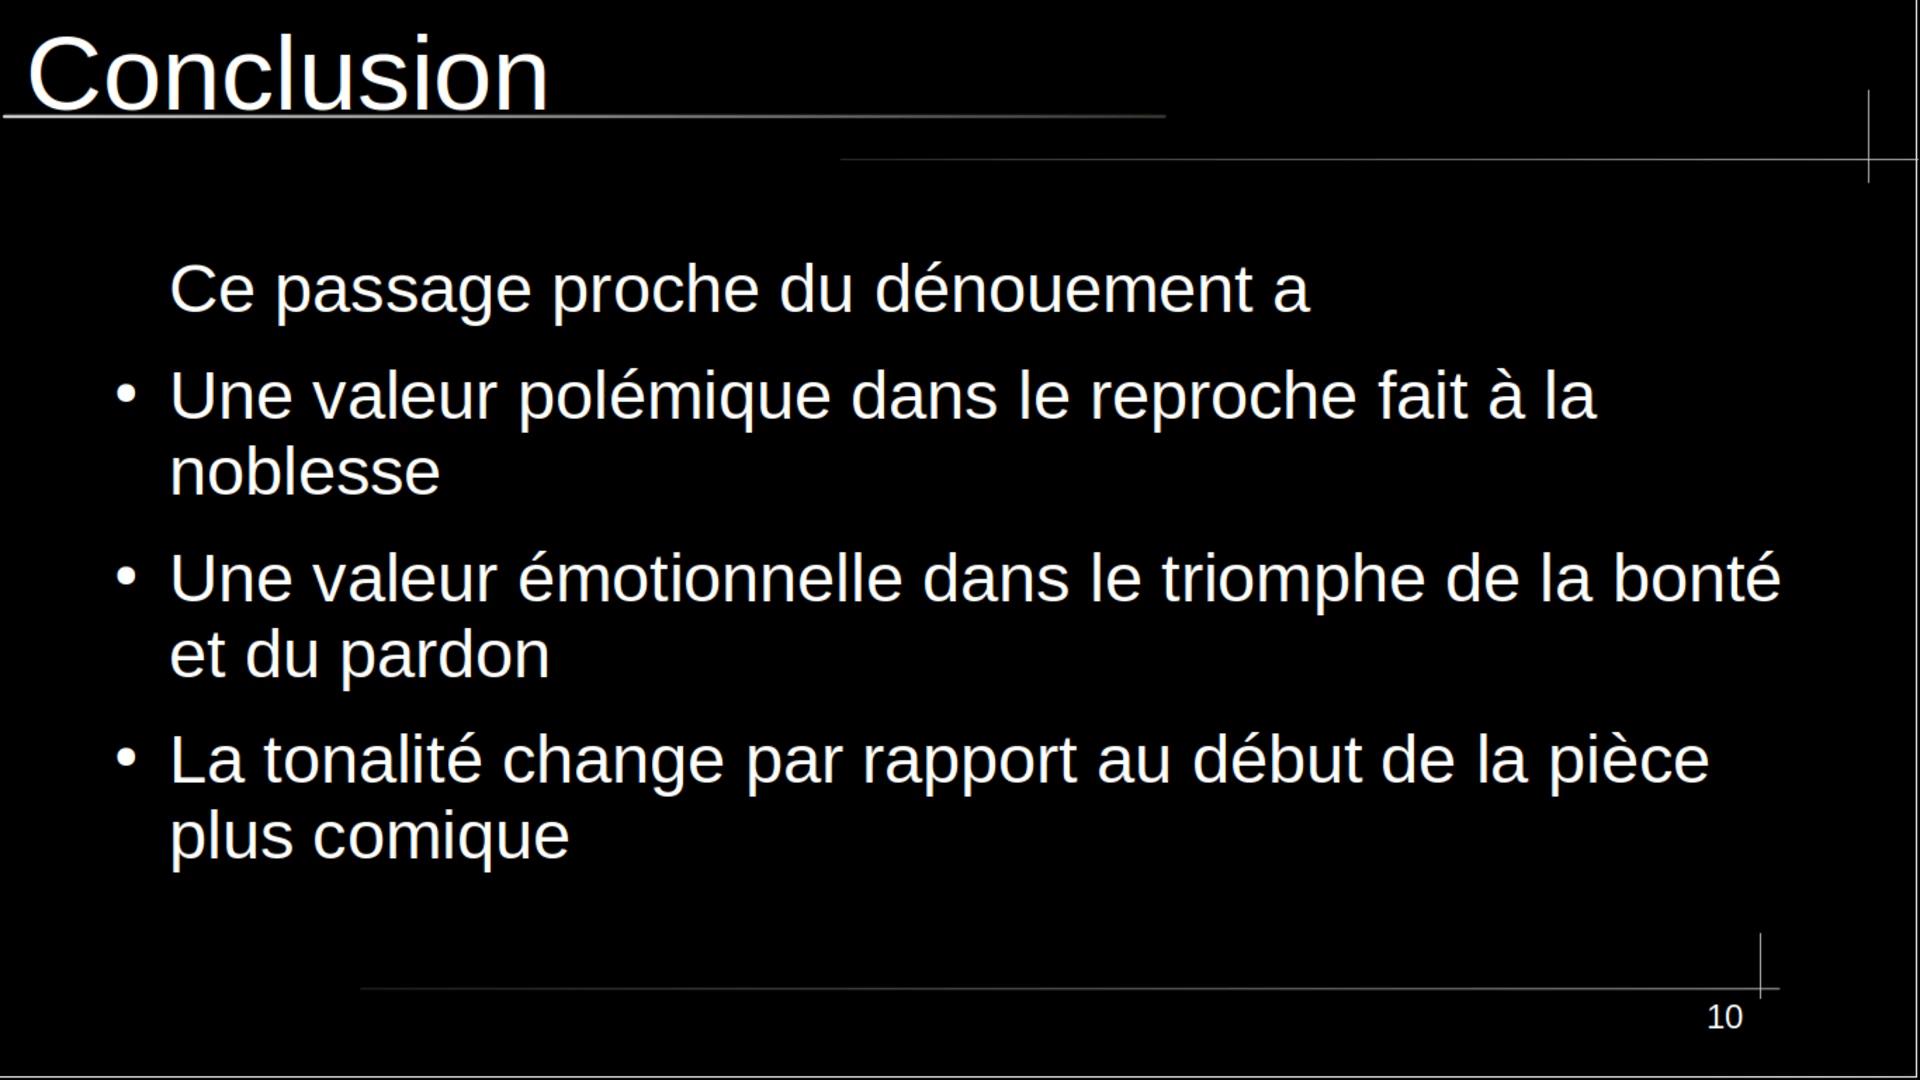 Conclusion
Ce passage proche du dénouement a
• Une valeur polémique dans le reproche fait à la
noblesse
• Une valeur émotionnelle dans le triomphe de la bonté
et du pardon
• La tonalité change par rapport au début de la pièce
plus comique
10